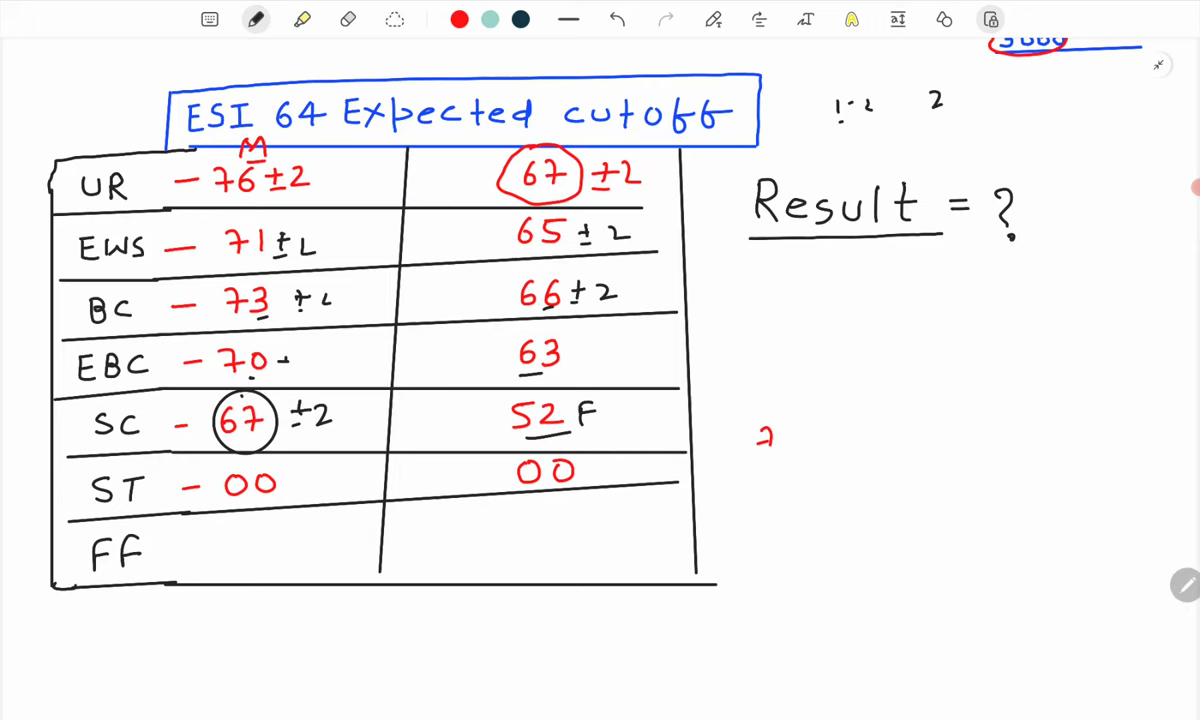 3000
ESI 64 Expected cutoff
M
UR - 76 ± 2 67 ± 2
EWS - 71 ± 2 65 ± 2
BC - 73 ± 66 ± 2
EBC - 70 + 63
SC - 67 ± 2 52 F
ST - 00 00
FF
2
Result = ?